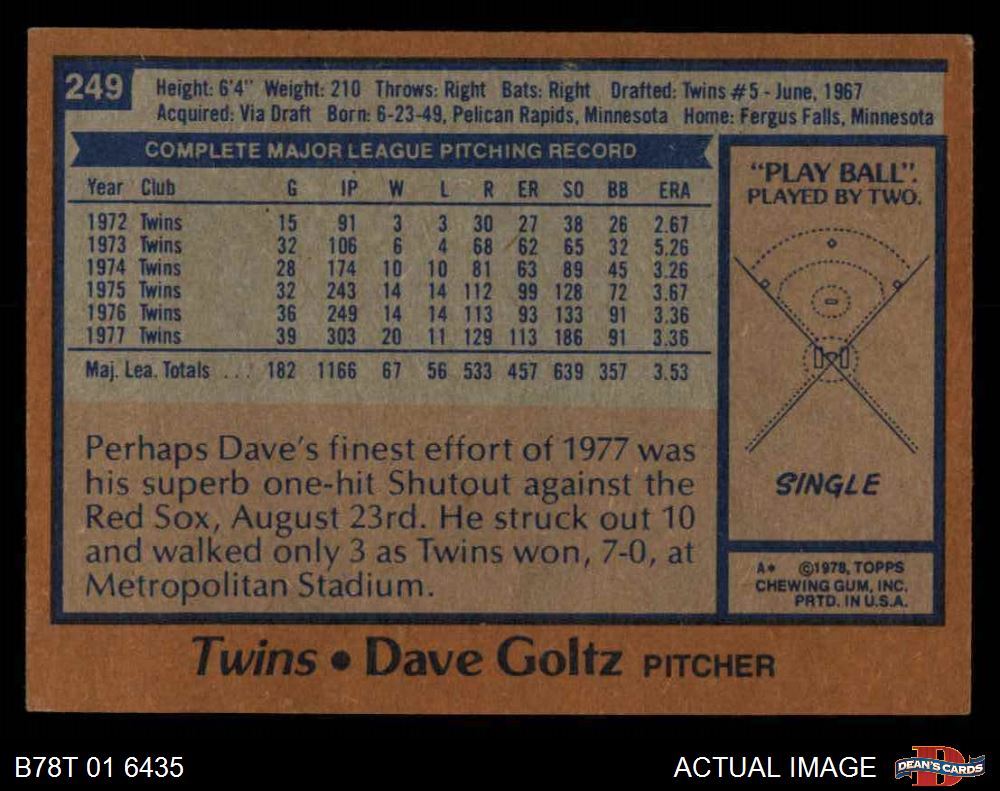 249
Height: 6'4" Weight: 210 Throws: Right Bats: Right Drafted: Twins #5 - June, 1967
Acquired: Via Draft Born: 6-23-49, Pelican Rapids, Minnesota Home: Fergus Falls, Minnesota
COMPLETE MAJOR LEAGUE PITCHING RECORD
Year Club G IP W L R ER SO BB ERA
1972 Twins 15 91 3 3 30 27 38 26 2.67
1973 Twins 32 106 6 4 68 62 65 32 5.26
1974 Twins 28 174 10 10 81 63 89 45 3.26
1975 Twins 32 243 14 14 112 99 128 72 3.67
1976 Twins 36 249 14 14 113 93 133 91 3.36
1977 Twins 39 303 20 11 129 113 186 91 3.36
Maj. Lea. Totals ... 182 1166 67 56 533 457 639 357 3.53
Perhaps Dave's finest effort of 1977 was
his superb one-hit Shutout against the
Red Sox, August 23rd. He struck out 10
and walked only 3 as Twins won, 7-0, at
Metropolitan Stadium.
"PLAY BALL".
PLAYED BY TWO.
SINGLE
A* ©1978, TOPPS
CHEWING GUM, INC.
PRTD. IN U.S.A.
Twins • Dave Goltz PITCHER
B78T 01 6435
ACTUAL IMAGE
DEAN'S CARDS